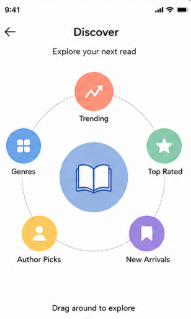 9:41
Discover
Explore your next read
Trending
Genres
Top Rated
Author Picks
New Arrivals
Drag around to explore